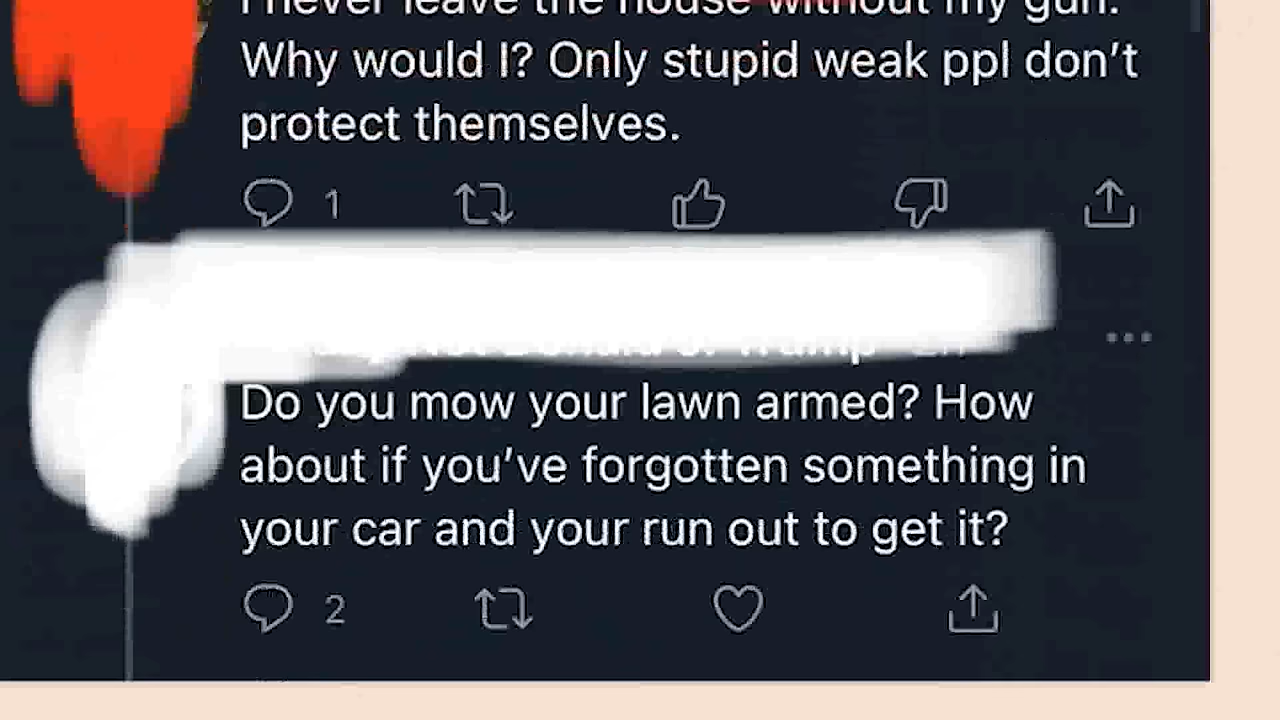 I never leave the house without my gun.
Why would I? Only stupid weak ppl don't
protect themselves.
1
Do you mow your lawn armed? How
about if you've forgotten something in
your car and your run out to get it?
2